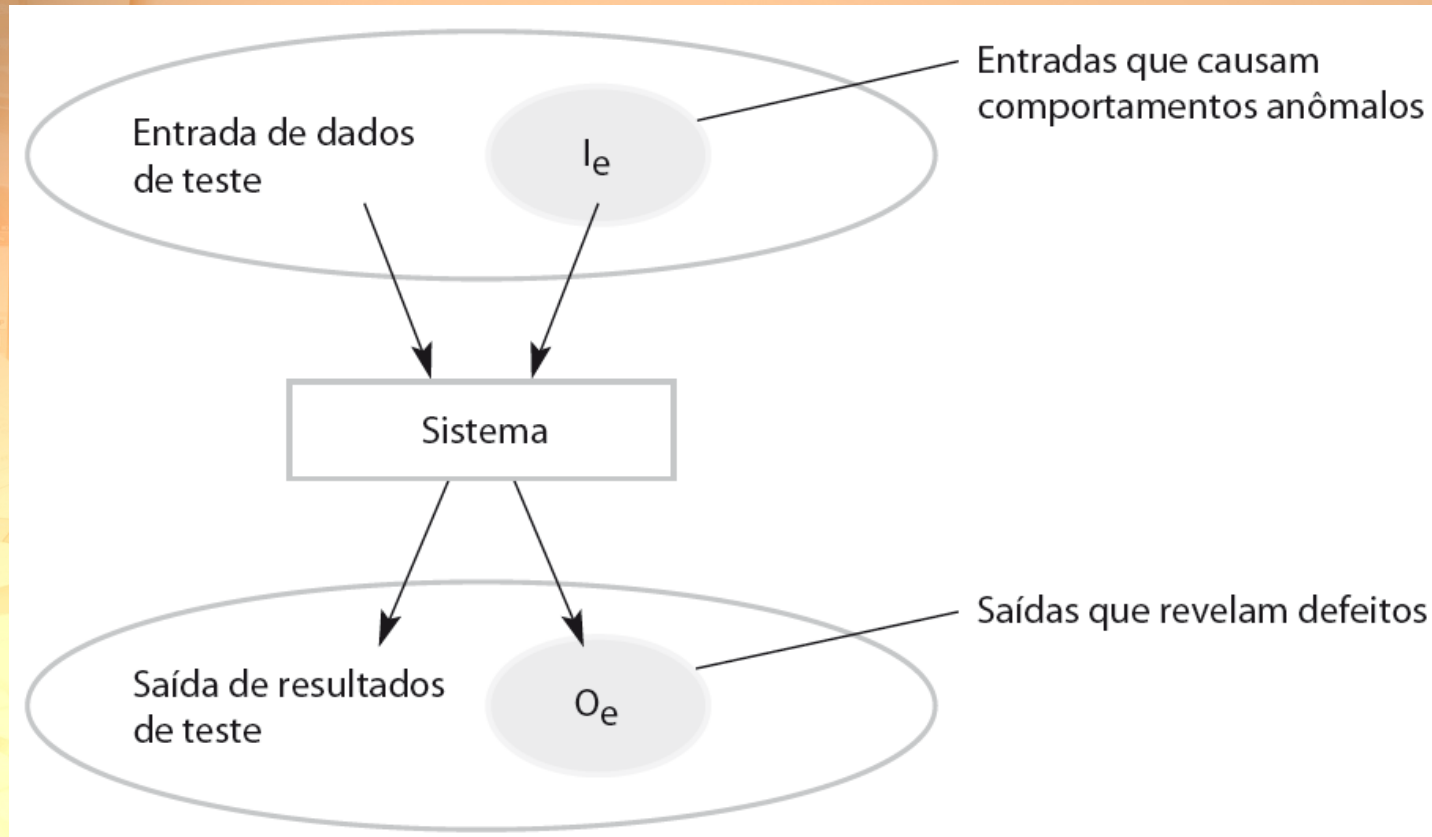 Entradas que causam
comportamentos anômalos
Entrada de dados
de teste
Ie
Sistema
Saídas que revelam defeitos
Saída de resultados
de teste
Oe